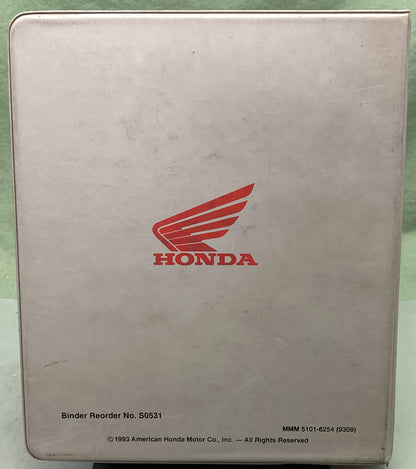 HONDA
Binder Reorder No. S0531
MMM 5101-6254 (9309)
© 1993 American Honda Motor Co., Inc. — All Rights Reserved